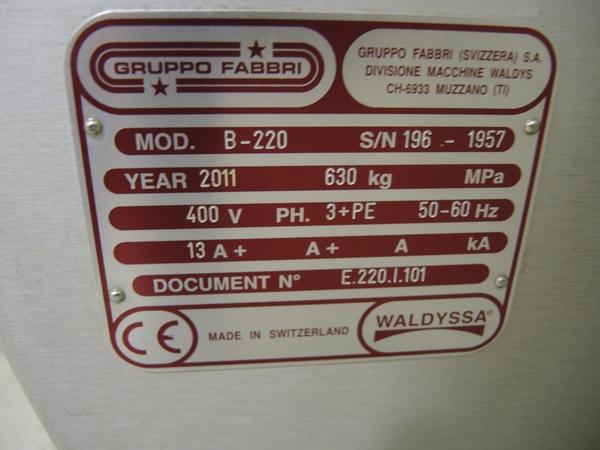 GRUPPO FABBRI
GRUPPO FABBRI (SVIZZERA) S.A.
DIVISIONE MACCHINE WALDYS
CH-6933 MUZZANO (TI)
MOD. B-220 S/N 196 - 1957
YEAR 2011 630 kg MPa
400 V PH. 3+PE 50-60 Hz
13 A + A + A kA
DOCUMENT N° E.220.I.101
CE MADE IN SWITZERLAND WALDYSSA®